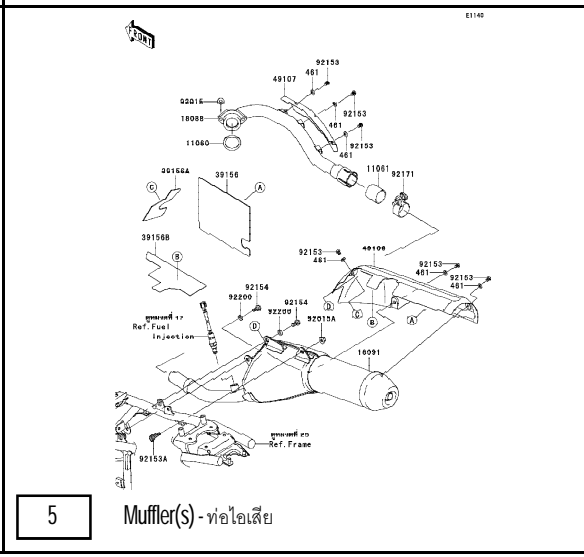 E1140
FRONT
92153
461
49107
92015
92153
18088
461
11060
92153
461
39156A
39156
11061
92171
C
A
39156B
B
92153
49106
461
92153
461
92153
461
92154
92200
92154
92200
D
C
B
A
92015A
Ref.Fuel
Injection
D
18091
Ref.Frame
92153A
5
Muffler(s) - ท่อไอเสีย